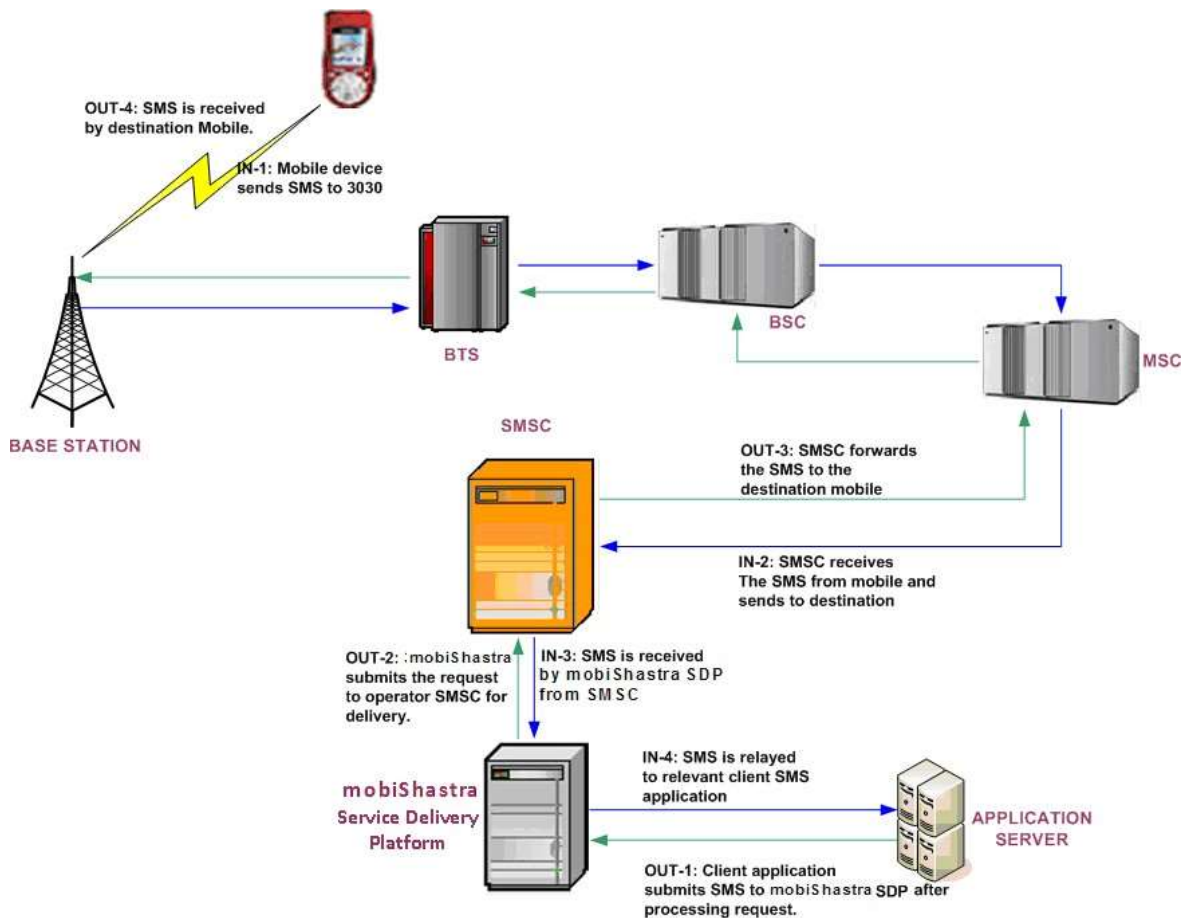 OUT-4: SMS is received
by destination Mobile.
IN-1: Mobile device
sends SMS to 3030
BSC
BTS
MSC
BASE STATION
SMSC
OUT-3: SMSC forwards
the SMS to the
destination mobile
IN-2: SMSC receives
The SMS from mobile and
sends to destination
OUT-2: :mobiShastra
submits the request
to operator SMSC for
delivery.
IN-3: SMS is received
by mobiShastra SDP
from SMSC
mobiShastra
Service Delivery
Platform
IN-4: SMS is relayed
to relevant client SMS
application
APPLICATION
SERVER
OUT-1: Client application
submits SMS to mobiShastra SDP after
processing request.